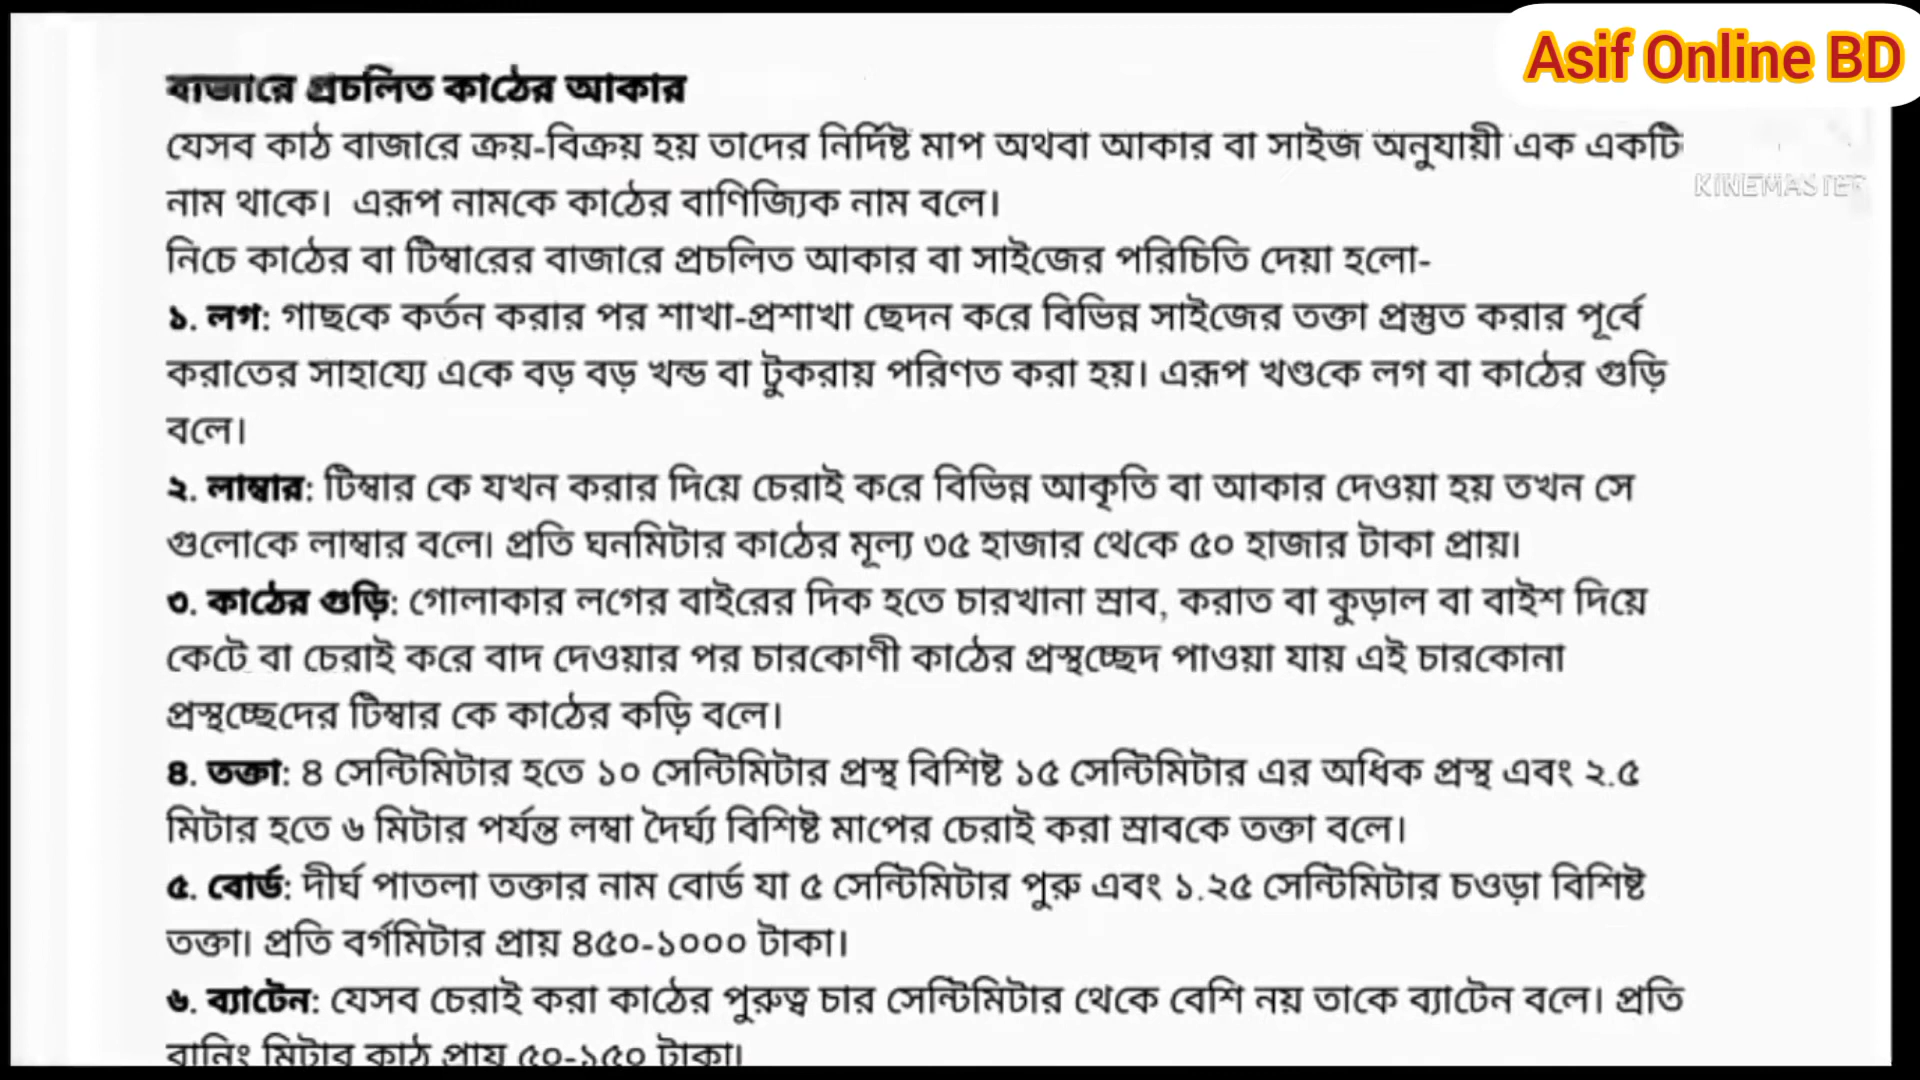 Asif Online BD
বাজারে প্রচলিত কাঠের আকার
যেসব কাঠ বাজারে ক্রয়-বিক্রয় হয় তাদের নির্দিষ্ট মাপ অথবা আকার বা সাইজ অনুযায়ী এক একটি
KINEMASTER
নাম থাকে। এরূপ নামকে কাঠের বাণিজ্যিক নাম বলে।
নিচে কাঠের বা টিম্বারের বাজারে প্রচলিত আকার বা সাইজের পরিচিতি দেয়া হলো-
১. লগ: গাছকে কর্তন করার পর শাখা-প্রশাখা ছেদন করে বিভিন্ন সাইজের তক্তা প্রস্তুত করার পূর্বে
করাতের সাহায্যে একে বড় বড় খন্ড বা টুকরায় পরিণত করা হয়। এরূপ খণ্ডকে লগ বা কাঠের গুড়ি
বলে।
২. লাম্বার: টিম্বার কে যখন করার দিয়ে চেরাই করে বিভিন্ন আকৃতি বা আকার দেওয়া হয় তখন সে
গুলোকে লাম্বার বলে। প্রতি ঘনমিটার কাঠের মূল্য ৩৫ হাজার থেকে ৫০ হাজার টাকা প্রায়।
৩. কাঠের গুড়ি: গোলাকার লগের বাইরের দিক হতে চারখানা স্রাব, করাত বা কুড়াল বা বাইশ দিয়ে
কেটে বা চেরাই করে বাদ দেওয়ার পর চারকোণী কাঠের প্রস্থচ্ছেদ পাওয়া যায় এই চারকোনা
প্রস্থচ্ছেদের টিম্বার কে কাঠের কড়ি বলে।
৪. তক্তা: ৪ সেন্টিমিটার হতে ১০ সেন্টিমিটার প্রস্থ বিশিষ্ট ১৫ সেন্টিমিটার এর অধিক প্রস্থ এবং ২.৫
মিটার হতে ৬ মিটার পর্যন্ত লম্বা দৈর্ঘ্য বিশিষ্ট মাপের চেরাই করা স্রাবকে তক্তা বলে।
৫. বোর্ড: দীর্ঘ পাতলা তক্তার নাম বোর্ড যা ৫ সেন্টিমিটার পুরু এবং ১.২৫ সেন্টিমিটার চওড়া বিশিষ্ট
তক্তা। প্রতি বর্গমিটার প্রায় ৪৫০-১০০০ টাকা।
৬. ব্যাটেন: যেসব চেরাই করা কাঠের পুরুত্ব চার সেন্টিমিটার থেকে বেশি নয় তাকে ব্যাটেন বলে। প্রতি
রানিং মিটার কাঠ প্রায় ৫০-১৫০ টাকা।